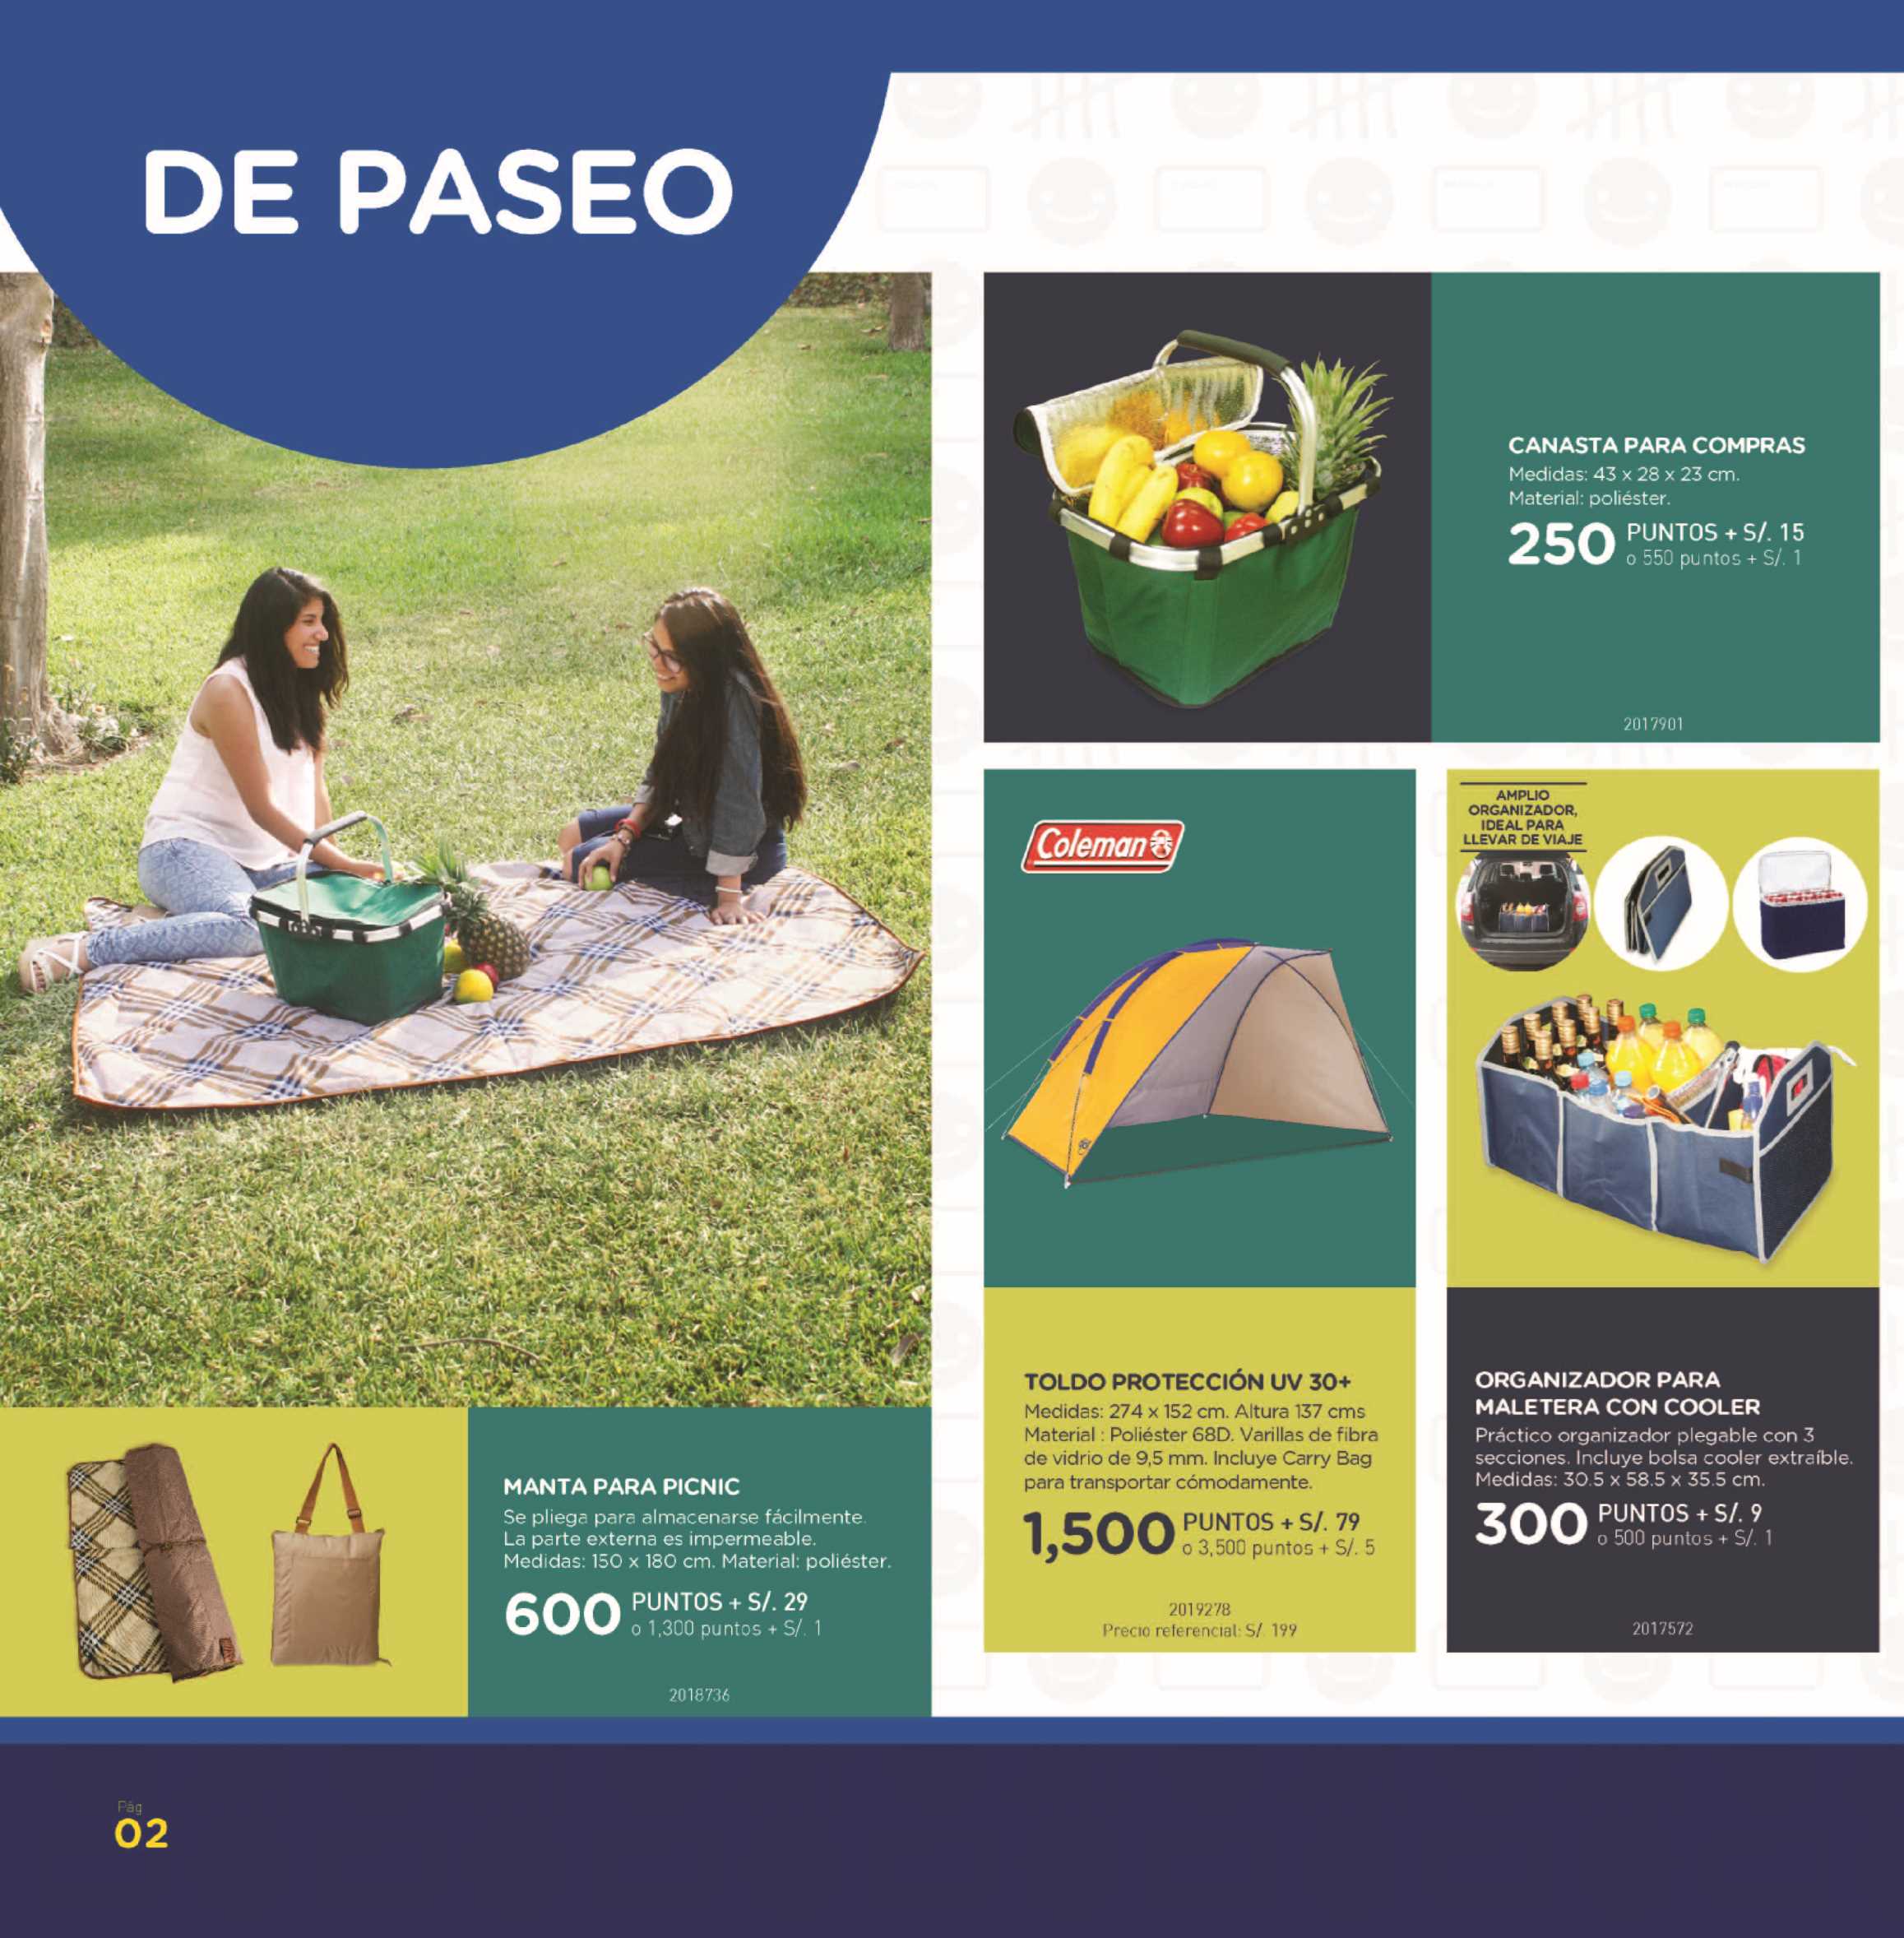 DE PASEO
CANASTA PARA COMPRAS
Medidas: 43 x 28 x 23 cm.
Material: poliéster.
250 PUNTOS + S/. 15
o 550 puntos + S/. 1
2017901
Coleman
AMPLIO
ORGANIZADOR,
IDEAL PARA
LLEVAR DE VIAJE
TOLDO PROTECCIÓN UV 30+
Medidas: 274 x 152 cm. Altura 137 cms
Material : Poliéster 68D. Varillas de fibra
de vidrio de 9,5 mm. Incluye Carry Bag
para transportar cómodamente.
1,500 PUNTOS + S/. 79
o 3,500 puntos + S/. 5
2019278
Precio referencial: S/. 199
ORGANIZADOR PARA
MALETERA CON COOLER
Práctico organizador plegable con 3
secciones. Incluye bolsa cooler extraíble.
Medidas: 30.5 x 58.5 x 35.5 cm.
300 PUNTOS + S/. 9
o 500 puntos + S/. 1
2017572
MANTA PARA PICNIC
Se pliega para almacenarse fácilmente.
La parte externa es impermeable.
Medidas: 150 x 180 cm. Material: poliéster.
600 PUNTOS + S/. 29
o 1,300 puntos + S/. 1
2018736
Pág
02